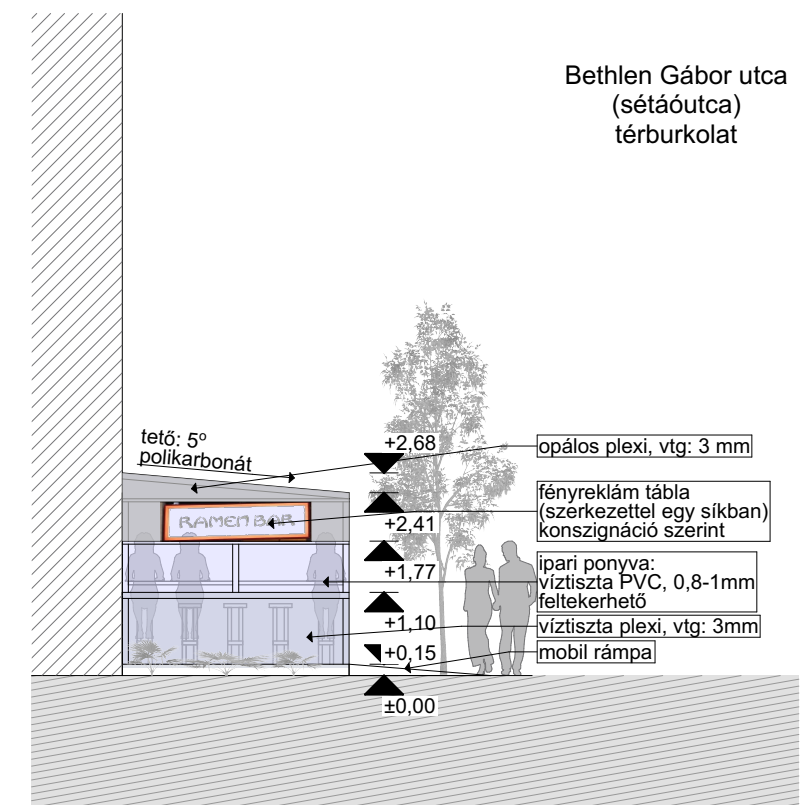 Bethlen Gábor utca
(sétáóutca)
térburkolat
tető: 5°
polikarbonát
+2,68
opálos plexi, vtg: 3 mm
RAMEN BAR
+2,41
fényreklám tábla
(szerkezettel egy síkban)
konszignáció szerint
+1,77
ipari ponyva:
víztiszta PVC, 0,8-1mm
feltekerhető
+1,10
víztiszta plexi, vtg: 3mm
+0,15
mobil rámpa
±0,00